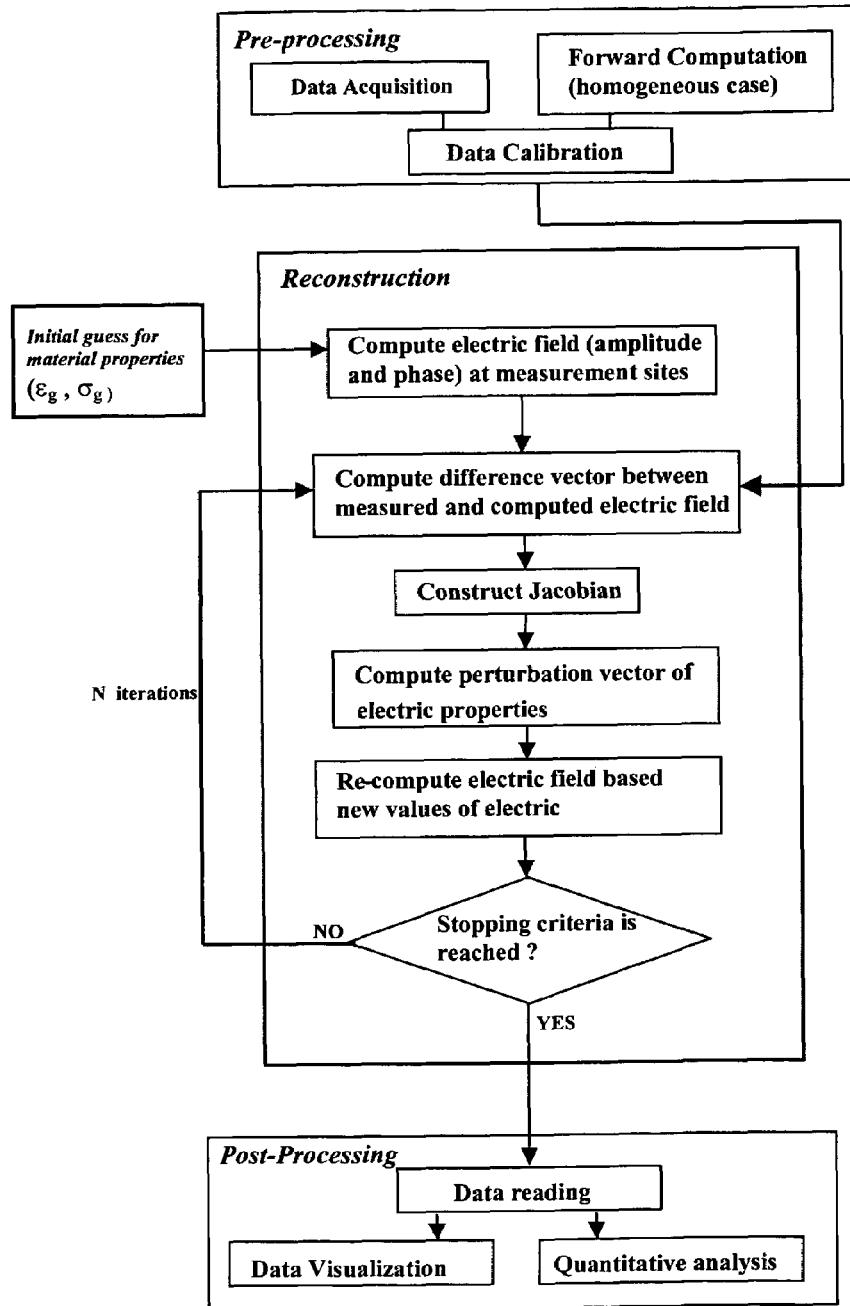 Pre-processing
Data Acquisition
Forward Computation
(homogeneous case)
Data Calibration
Reconstruction
Initial guess for
material properties
(εg , σg)
Compute electric field (amplitude
and phase) at measurement sites
Compute difference vector between
measured and computed electric field
Construct Jacobian
Compute perturbation vector of
electric properties
N iterations
Re-compute electric field based
new values of electric
Stopping criteria is
reached ?
NO
YES
Post-Processing
Data reading
Data Visualization
Quantitative analysis